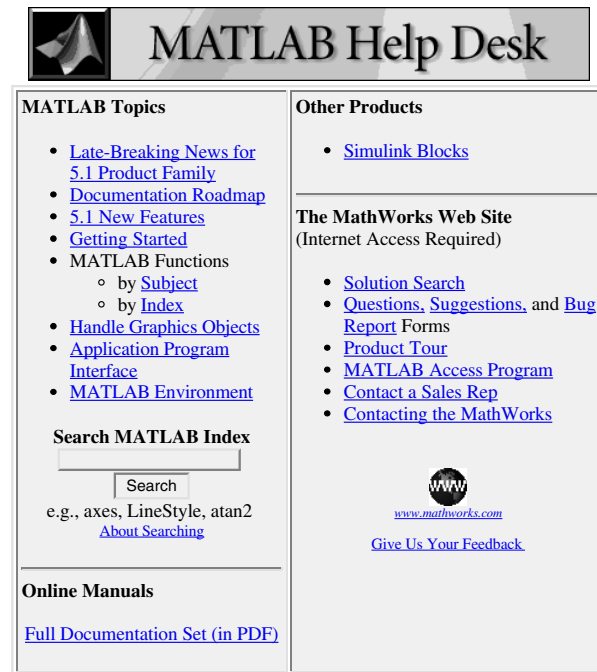 MATLAB Help Desk
MATLAB Topics
Late-Breaking News for
5.1 Product Family
Documentation Roadmap
5.1 New Features
Getting Started
MATLAB Functions
by Subject
by Index
Handle Graphics Objects
Application Program
Interface
MATLAB Environment
Search MATLAB Index
Search
e.g., axes, LineStyle, atan2
About Searching
Online Manuals
Full Documentation Set (in PDF)
Other Products
Simulink Blocks
The MathWorks Web Site
(Internet Access Required)
Solution Search
Questions, Suggestions, and Bug
Report Forms
Product Tour
MATLAB Access Program
Contact a Sales Rep
Contacting the MathWorks
WWW
www.mathworks.com
Give Us Your Feedback